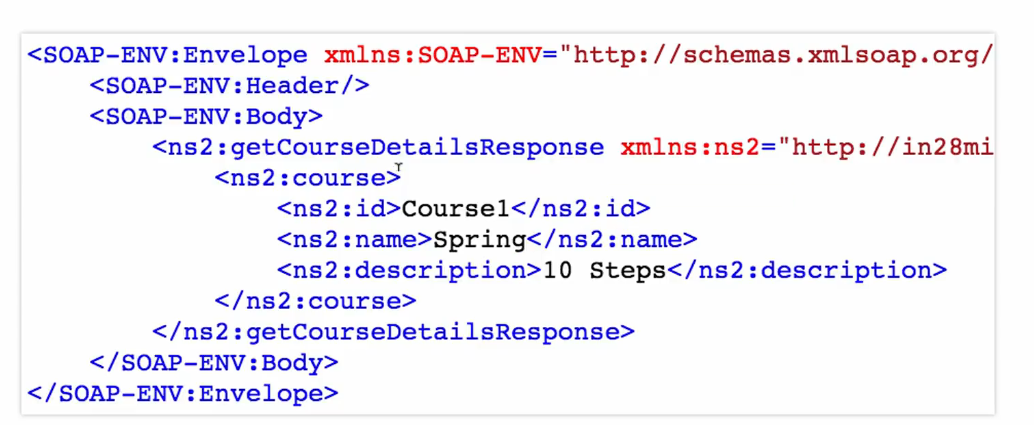 <SOAP-ENV:Envelope xmlns:SOAP-ENV="http://schemas.xmlsoap.org/
<SOAP-ENV:Header/>
<SOAP-ENV:Body>
<ns2:getCourseDetailsResponse xmlns:ns2="http://in28mi
<ns2:course>
<ns2:id>Course1</ns2:id>
<ns2:name>Spring</ns2:name>
<ns2:description>10 Steps</ns2:description>
</ns2:course>
</ns2:getCourseDetailsResponse>
</SOAP-ENV:Body>
</SOAP-ENV:Envelope>